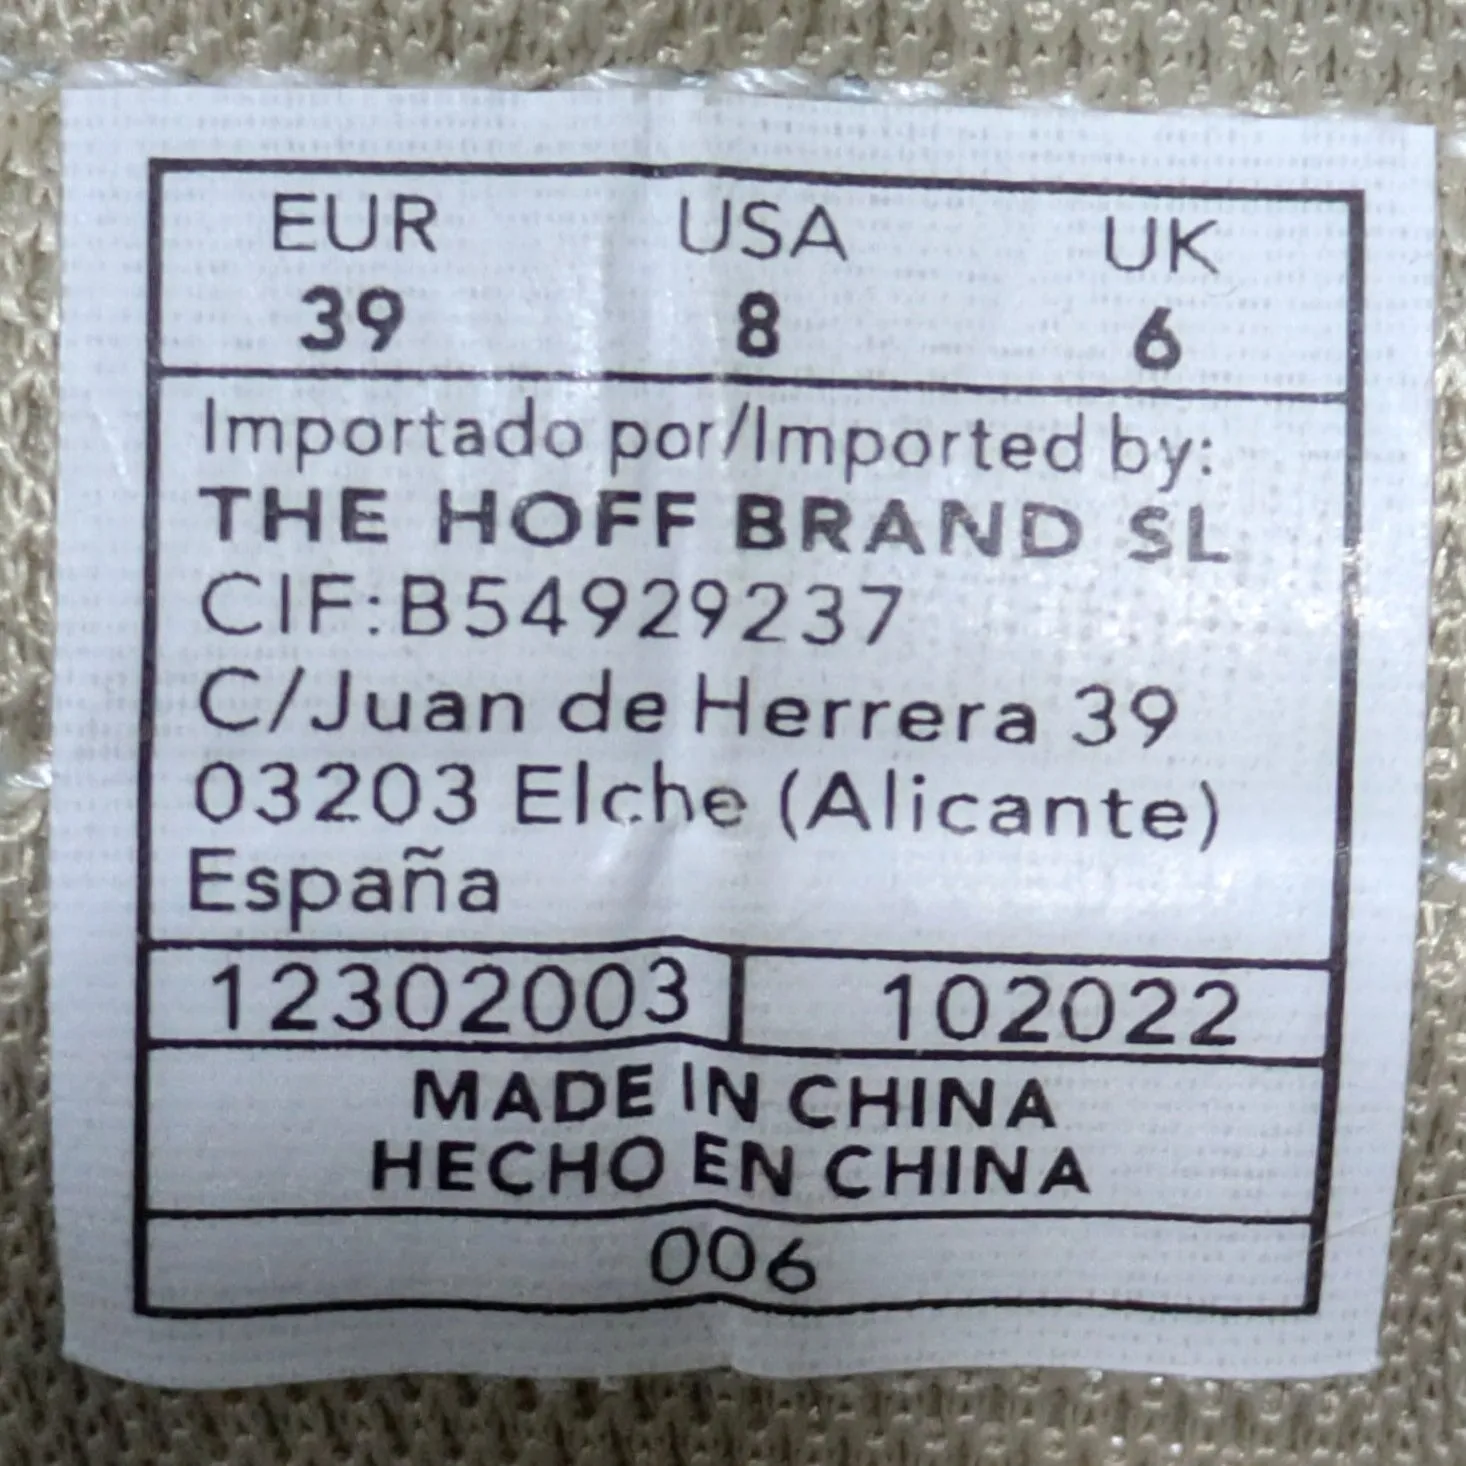 EUR USA UK
39 8 6
Importado por/Imported by:
THE HOFF BRAND SL
CIF:B54929237
C/Juan de Herrera 39
03203 Elche (Alicante)
España
12302003 102022
MADE IN CHINA
HECHO EN CHINA
006